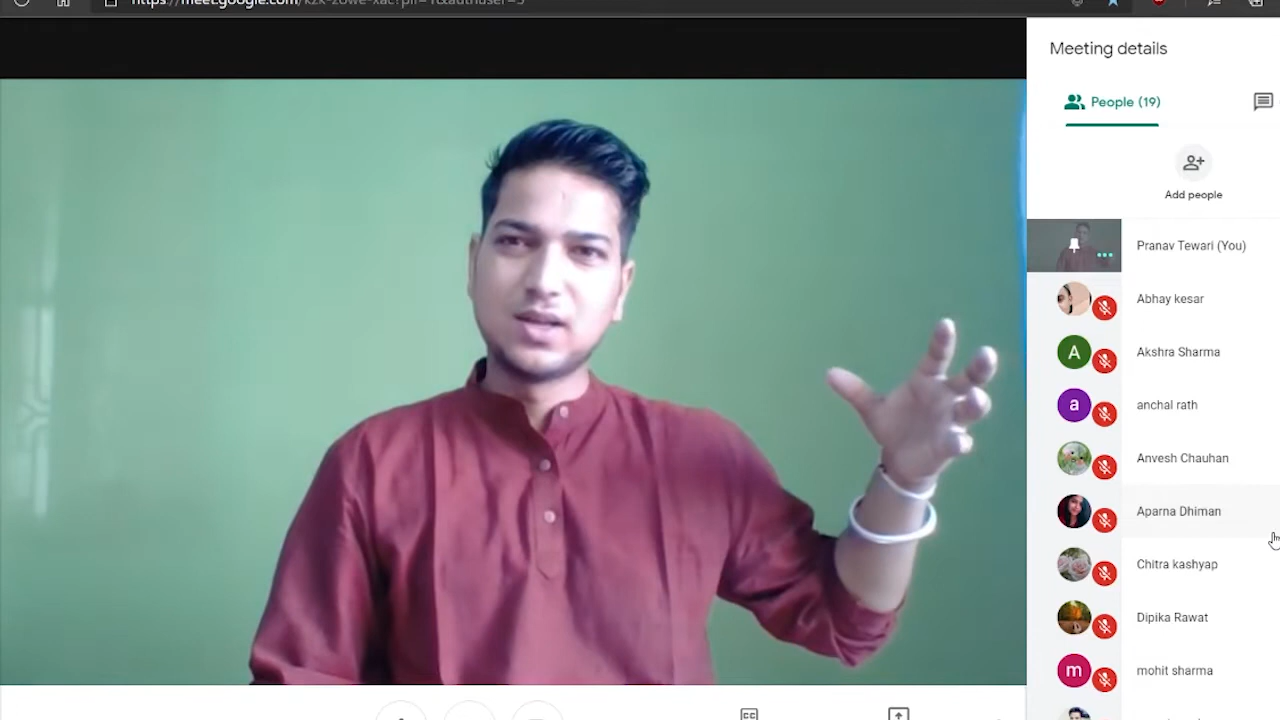 Meeting details
People (19)
Add people
Pranav Tewari (You)
Abhay kesar
A
Akshra Sharma
a
anchal rath
Anvesh Chauhan
Aparna Dhiman
Chitra kashyap
Dipika Rawat
m
mohit sharma
CC